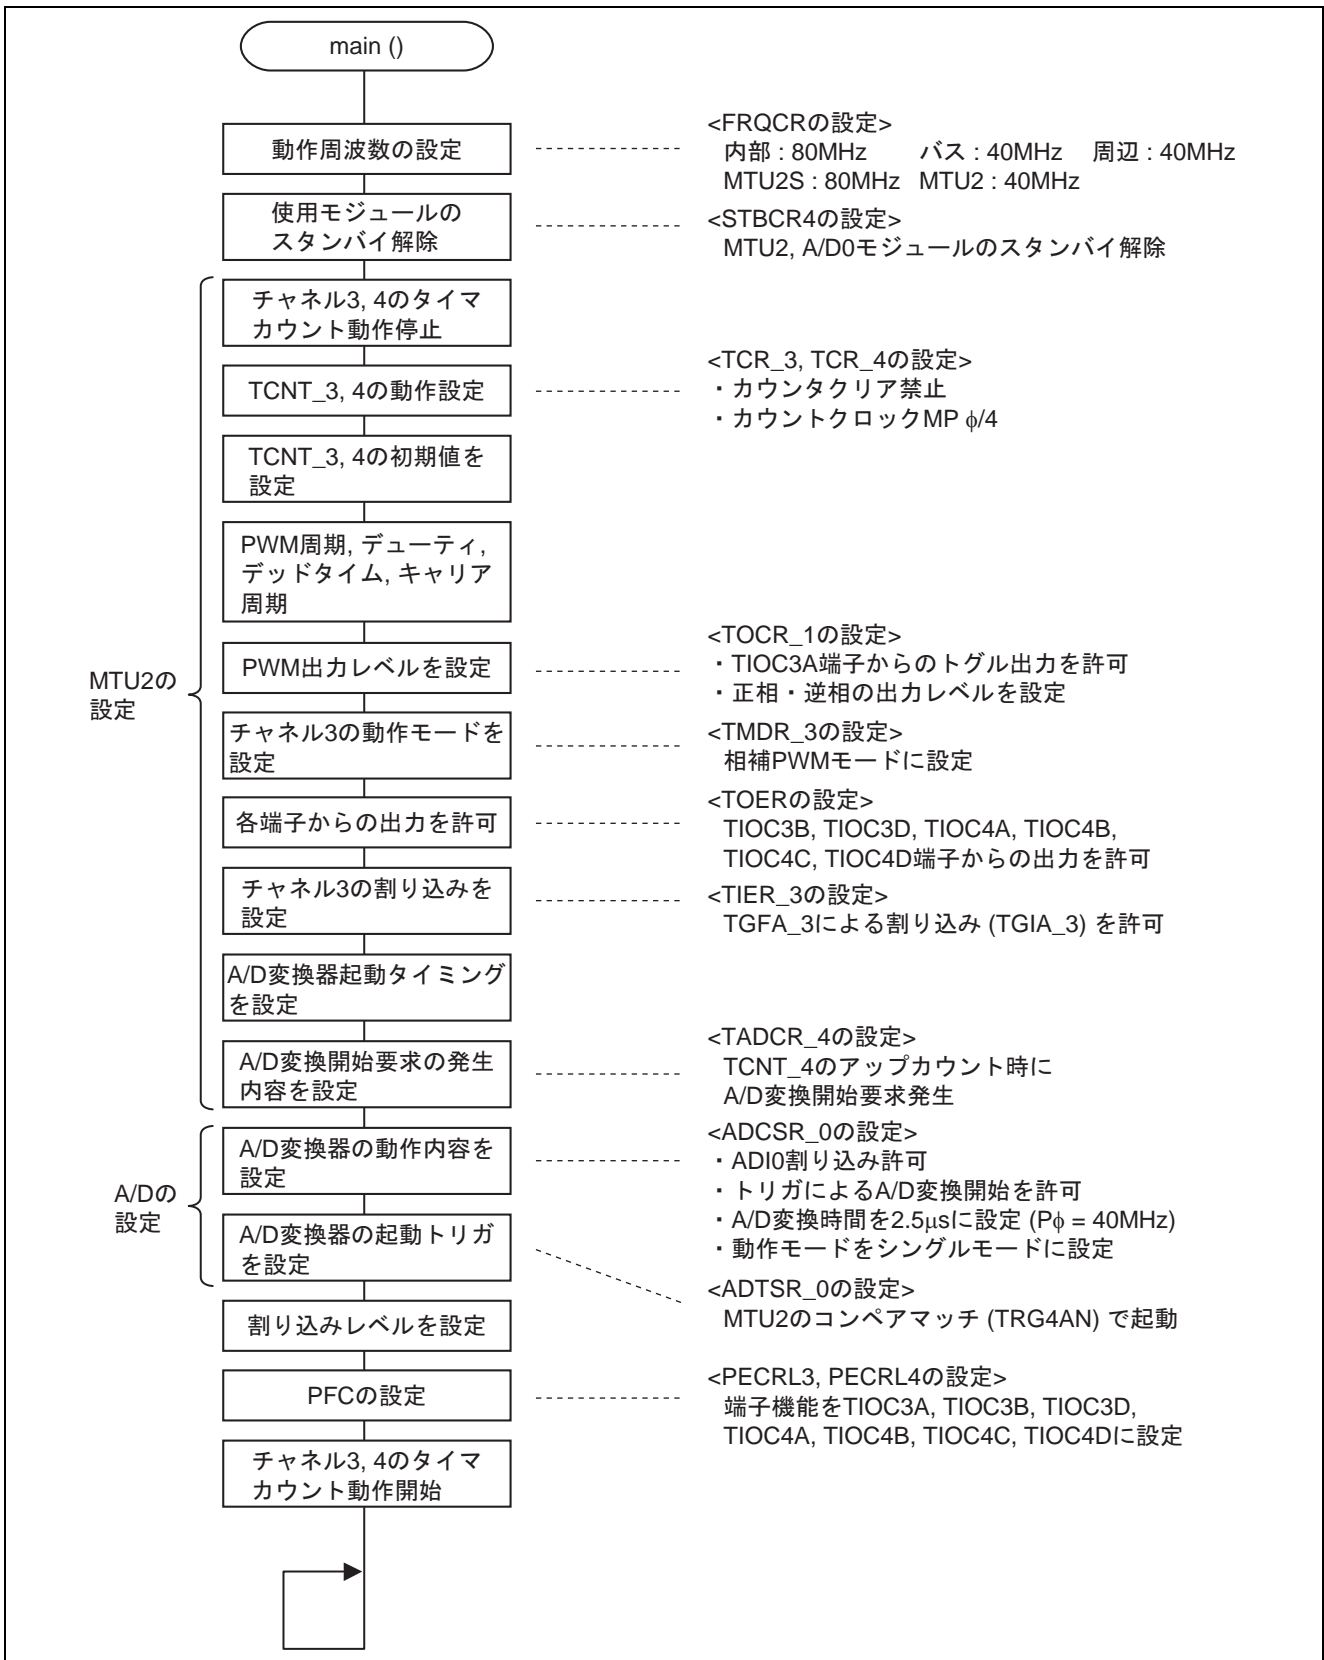 main ()
動作周波数の設定
<FRQCRの設定>
内部 : 80MHz バス : 40MHz 周辺 : 40MHz
MTU2S : 80MHz MTU2 : 40MHz
使用モジュールの
スタンバイ解除
<STBCR4の設定>
MTU2, A/D0モジュールのスタンバイ解除
MTU2の
設定
チャネル3, 4のタイマ
カウント動作停止
TCNT_3, 4の動作設定
<TCR_3, TCR_4の設定>
・カウンタクリア禁止
・カウントクロックMP φ/4
TCNT_3, 4の初期値を
設定
PWM周期, デューティ,
デッドタイム, キャリア
周期
PWM出力レベルを設定
<TOCR_1の設定>
・TIOC3A端子からのトグル出力を許可
・正相・逆相の出力レベルを設定
チャネル3の動作モードを
設定
<TMDR_3の設定>
相補PWMモードに設定
各端子からの出力を許可
<TOERの設定>
TIOC3B, TIOC3D, TIOC4A, TIOC4B,
TIOC4C, TIOC4D端子からの出力を許可
チャネル3の割り込みを
設定
<TIER_3の設定>
TGFA_3による割り込み (TGIA_3) を許可
A/D変換器起動タイミング
を設定
A/D変換開始要求の発生
内容を設定
<TADCR_4の設定>
TCNT_4のアップカウント時に
A/D変換開始要求発生
A/Dの
設定
A/D変換器の動作内容を
設定
<ADCSR_0の設定>
・ADI0割り込み許可
・トリガによるA/D変換開始を許可
・A/D変換時間を2.5μsに設定 (Pφ = 40MHz)
・動作モードをシングルモードに設定
A/D変換器の起動トリガ
を設定
<ADTSR_0の設定>
MTU2のコンペアマッチ (TRG4AN) で起動
割り込みレベルを設定
PFCの設定
<PECRL3, PECRL4の設定>
端子機能をTIOC3A, TIOC3B, TIOC3D,
TIOC4A, TIOC4B, TIOC4C, TIOC4Dに設定
チャネル3, 4のタイマ
カウント動作開始